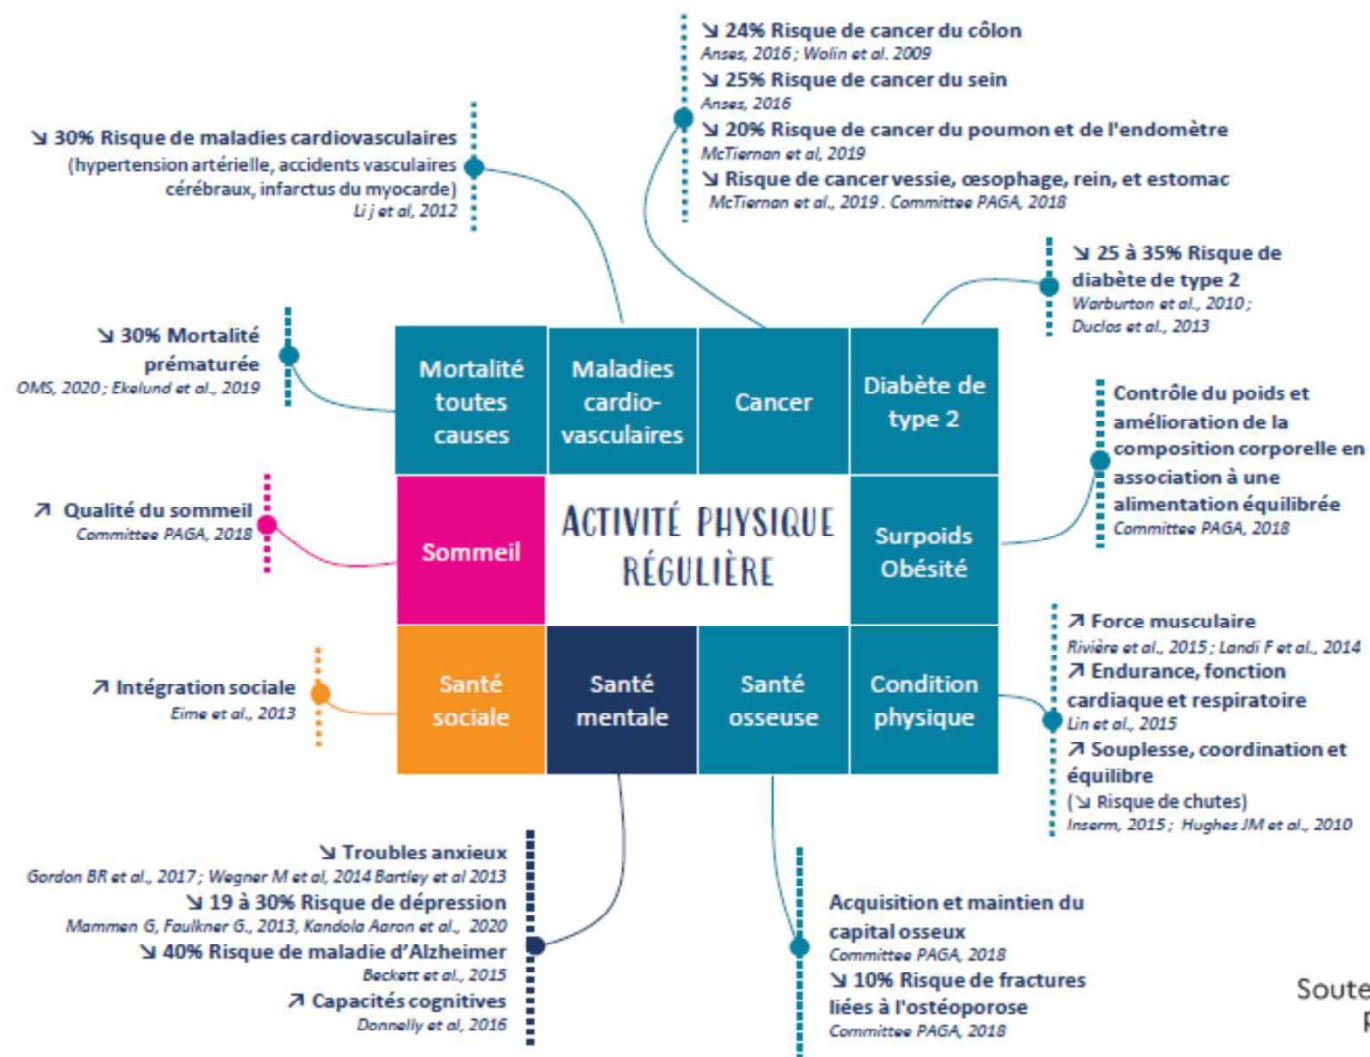 ↘ 24% Risque de cancer du côlon
Anses, 2016 ; Wolin et al. 2009
↘ 25% Risque de cancer du sein
Anses, 2016
↘ 20% Risque de cancer du poumon et de l'endomètre
McTiernan et al, 2019
↘ Risque de cancer vessie, œsophage, rein, et estomac
McTiernan et al., 2019 . Committee PAGA, 2018
↘ 30% Risque de maladies cardiovasculaires
(hypertension artérielle, accidents vasculaires
cérébraux, infarctus du myocarde)
Li j et al, 2012
↘ 25 à 35% Risque de
diabète de type 2
Warburton et al., 2010 ;
Duclos et al., 2013
↘ 30% Mortalité
prématurée
OMS, 2020 ; Ekelund et al., 2019
Mortalité
toutes
causes
Maladies
cardio-
vasculaires
Cancer
Diabète de
type 2
Contrôle du poids et
amélioration de la
composition corporelle en
association à une
alimentation équilibrée
Committee PAGA, 2018
↗ Qualité du sommeil
Committee PAGA, 2018
Sommeil
ACTIVITÉ PHYSIQUE
RÉGULIÈRE
Surpoids
Obésité
↗ Force musculaire
Rivière et al., 2015 ; Landi F et al., 2014
↗ Endurance, fonction
cardiaque et respiratoire
Lin et al., 2015
↗ Souplesse, coordination et
équilibre
(↘ Risque de chutes)
Inserm, 2015 ; Hughes JM et al., 2010
↗ Intégration sociale
Eime et al., 2013
Santé
sociale
Santé
mentale
Santé
osseuse
Condition
physique
↘ Troubles anxieux
Gordon BR et al., 2017 ; Wegner M et al, 2014 Bartley et al 2013
↘ 19 à 30% Risque de dépression
Mammen G, Faulkner G., 2013, Kandola Aaron et al., 2020
↘ 40% Risque de maladie d'Alzheimer
Beckett et al., 2015
↗ Capacités cognitives
Donnelly et al, 2016
Acquisition et maintien du
capital osseux
Committee PAGA, 2018
↘ 10% Risque de fractures
liées à l'ostéoporose
Committee PAGA, 2018
Soute